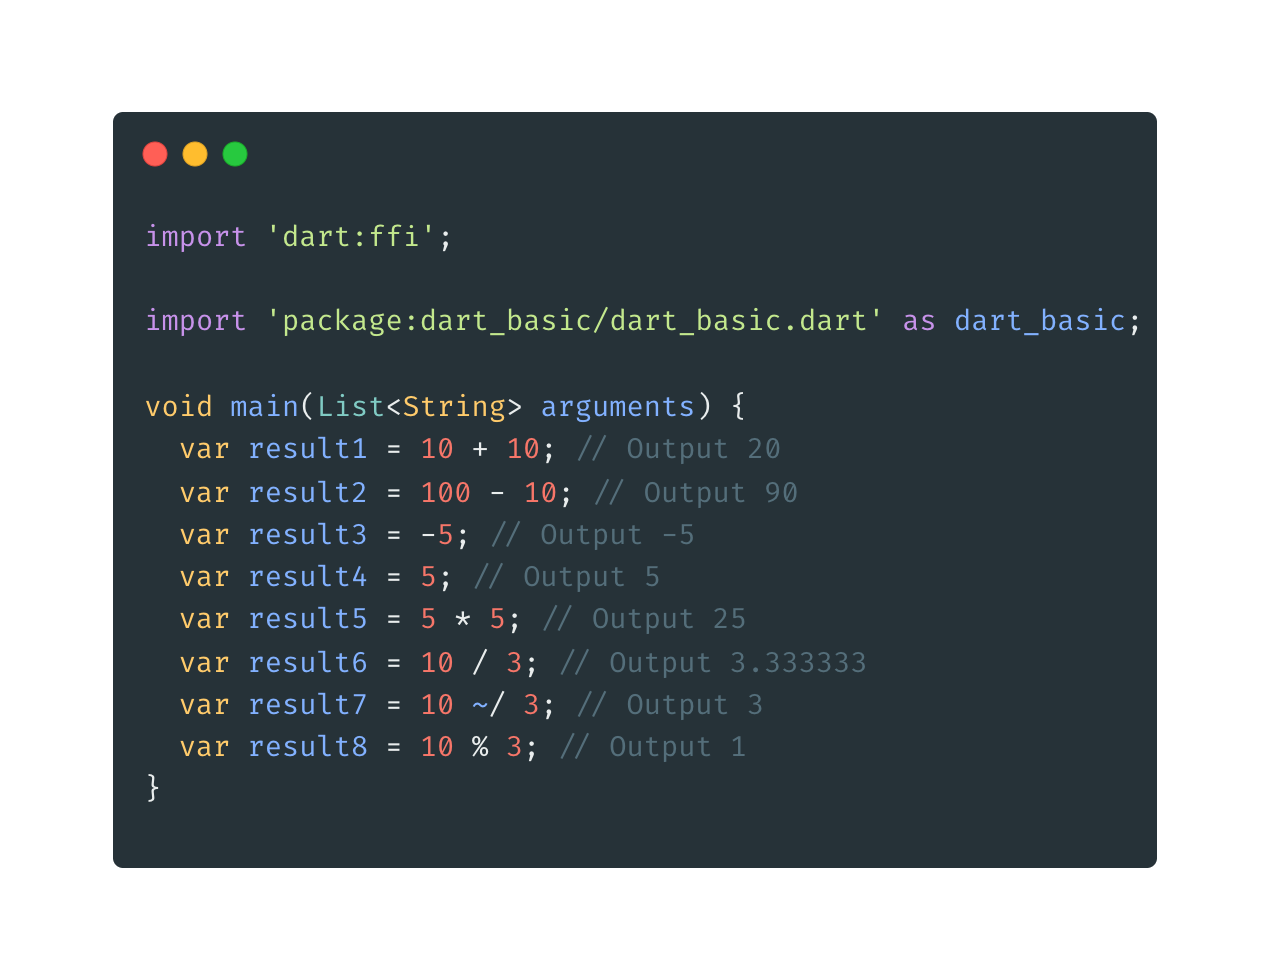 import 'dart:ffi';
import 'package:dart_basic/dart_basic.dart' as dart_basic;
void main(List<String> arguments) {
  var result1 = 10 + 10; // Output 20
  var result2 = 100 - 10; // Output 90
  var result3 = -5; // Output -5
  var result4 = 5; // Output 5
  var result5 = 5 * 5; // Output 25
  var result6 = 10 / 3; // Output 3.333333
  var result7 = 10 ~/ 3; // Output 3
  var result8 = 10 % 3; // Output 1
}